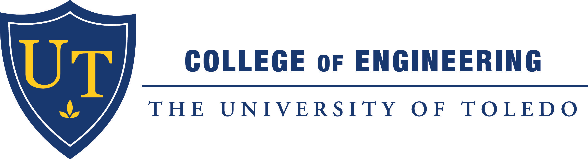 UT
COLLEGE OF ENGINEERING
THE UNIVERSITY OF TOLEDO